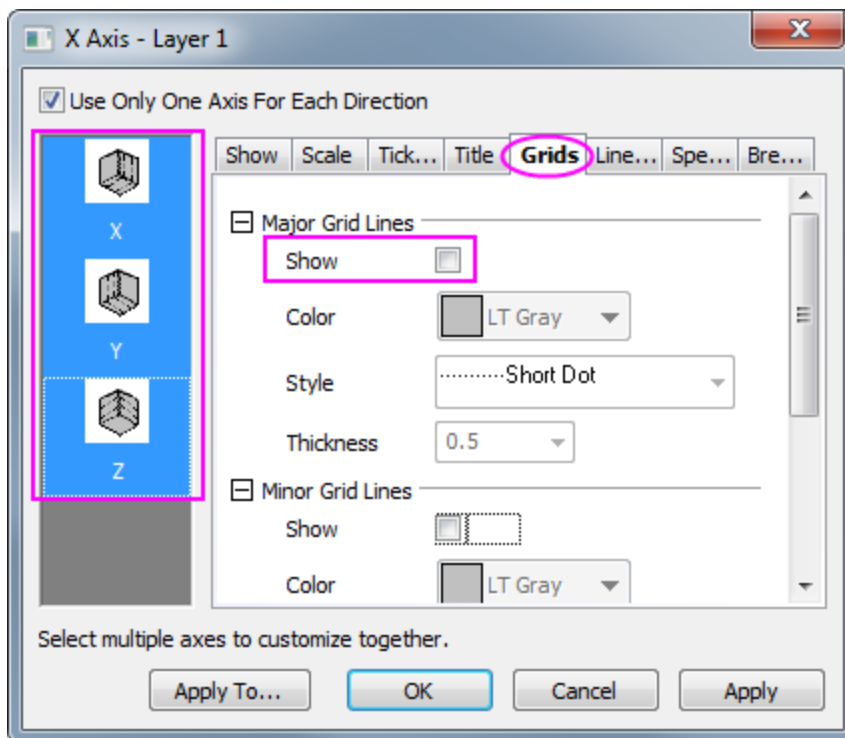 X Axis - Layer 1
Use Only One Axis For Each Direction
Show Scale Tick... Title Grids Line... Spe... Bre...
X
Y
Z
Major Grid Lines
Show
Color LT Gray
Style Short Dot
Thickness 0.5
Minor Grid Lines
Show
Color LT Gray
Select multiple axes to customize together.
Apply To... OK Cancel Apply